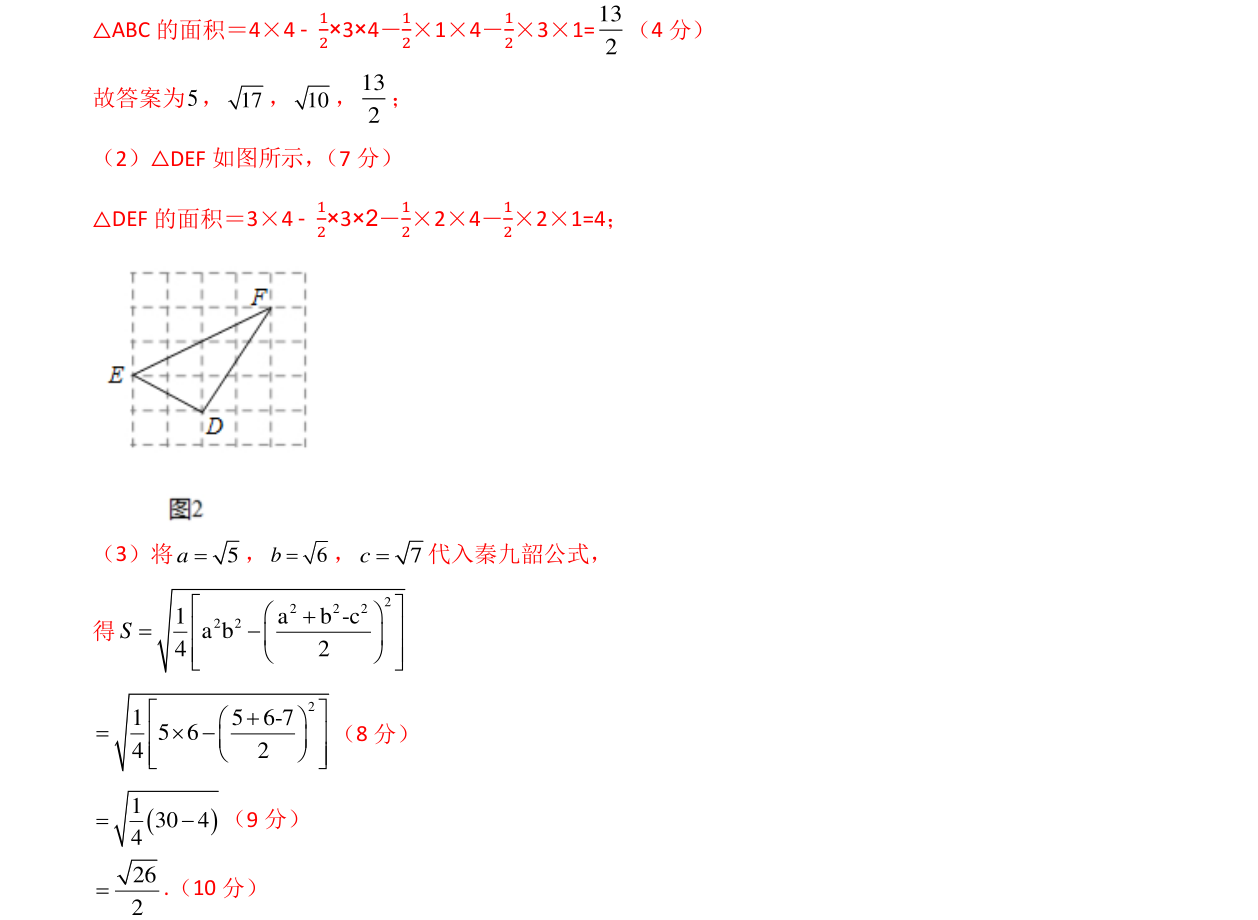 △ABC 的面积＝4×4 - 1/2×3×4－1/2×1×4－1/2×3×1=13/2（4 分）
故答案为5，√17，√10，13/2；
（2）△DEF 如图所示，（7 分）
△DEF 的面积＝3×4 - 1/2×3×2－1/2×2×4－1/2×2×1=4；
F
E
D
图2
（3）将 a = √5，b = √6，c = √7 代入秦九韶公式，
得 S = √(1/4[a²b² − ((a² + b² - c²)/2)²])
= √(1/4[5×6 − ((5+6-7)/2)²])（8 分）
= √(1/4(30−4))（9 分）
= √26/2.（10 分）